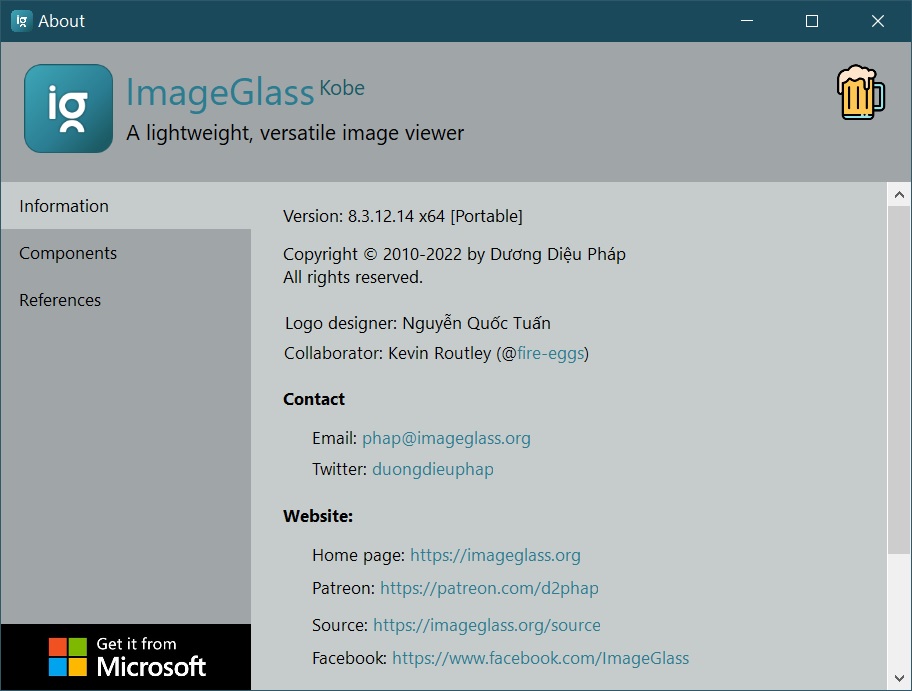 ig About
ig
ImageGlass Kobe
A lightweight, versatile image viewer
Information
Components
References
Version: 8.3.12.14 x64 [Portable]
Copyright © 2010-2022 by Dương Diệu Pháp
All rights reserved.
Logo designer: Nguyễn Quốc Tuấn
Collaborator: Kevin Routley (@fire-eggs)
Contact
Email: phap@imageglass.org
Twitter: duongdieuphap
Website:
Home page: https://imageglass.org
Patreon: https://patreon.com/d2phap
Source: https://imageglass.org/source
Facebook: https://www.facebook.com/ImageGlass
Get it from
Microsoft